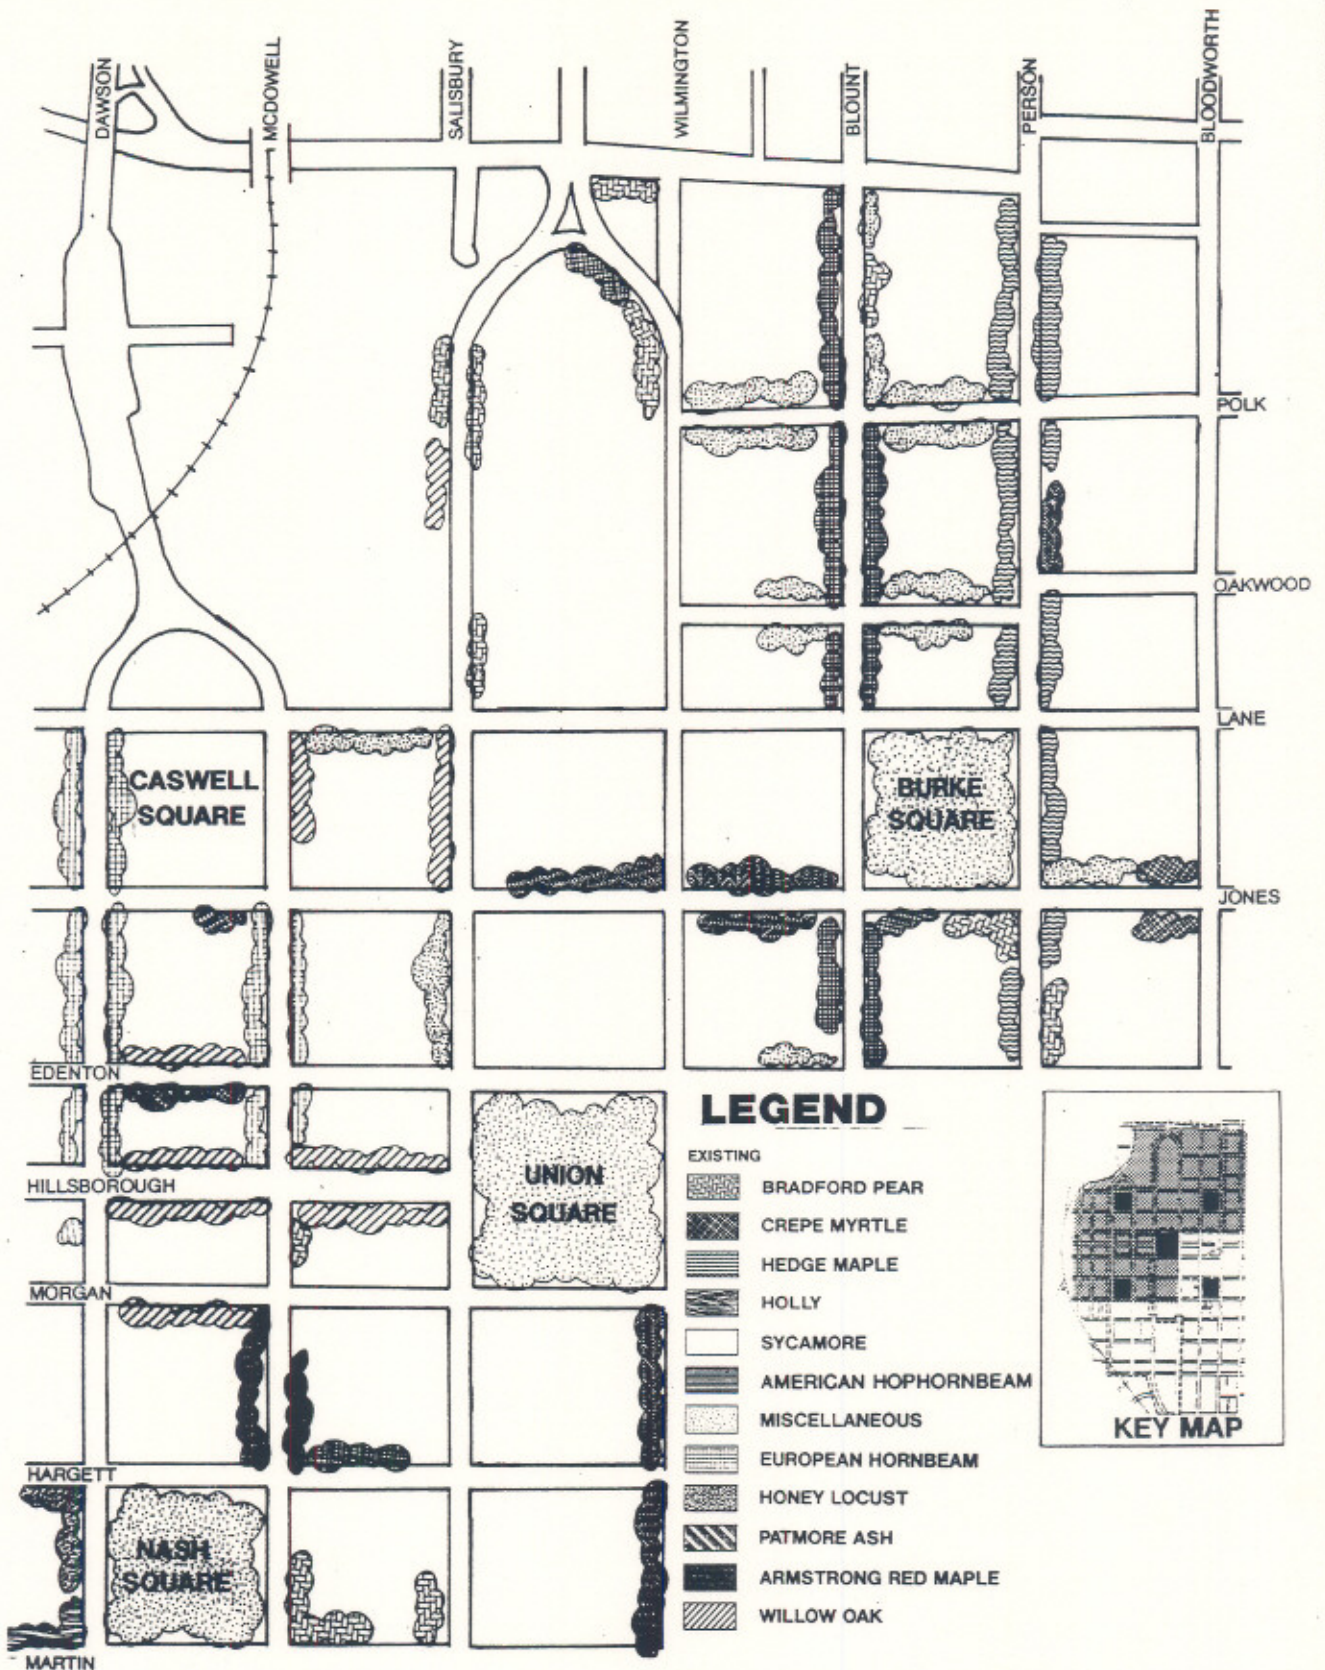 DAWSON
MCDOWELL
SALISBURY
WILMINGTON
BLOUNT
PERSON
BLOODWORTH
POLK
OAKWOOD
LANE
CASWELL
SQUARE
BURKE
SQUARE
JONES
EDENTON
HILLSBOROUGH
UNION
SQUARE
MORGAN
HARGETT
NASH
SQUARE
MARTIN
LEGEND
EXISTING
BRADFORD PEAR
CREPE MYRTLE
HEDGE MAPLE
HOLLY
SYCAMORE
AMERICAN HOPHORNBEAM
MISCELLANEOUS
EUROPEAN HORNBEAM
HONEY LOCUST
PATMORE ASH
ARMSTRONG RED MAPLE
WILLOW OAK
KEY MAP